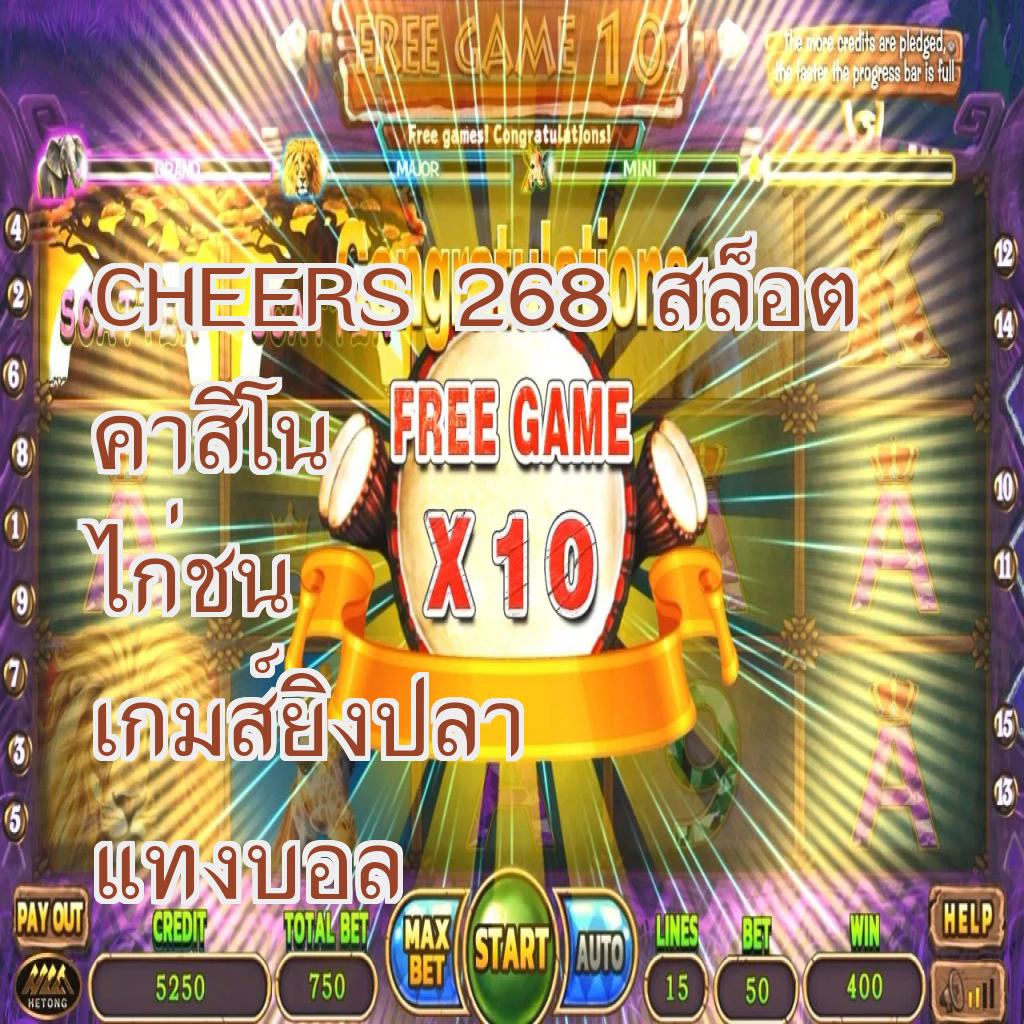 FREE GAME 10
The more credits are pledged,
the faster the progress bar is full
Free games! Congratulations!
GRAND MAJOR MINI
Congratulations
CHEERS 268 สล็อต
SCATTER
K
FREE GAME
คาสิโน
X10
ไก่ชน
เกมส์ยิงปลา
แทงบอล
4
2
6
8
1
9
7
3
5
12
14
10
11
15
13
A
A
A
9
PAY OUT
CREDIT
TOTAL BET
MAX
BET
START
AUTO
LINES
BET
WIN
HELP
HETONG
5250
750
15
50
400